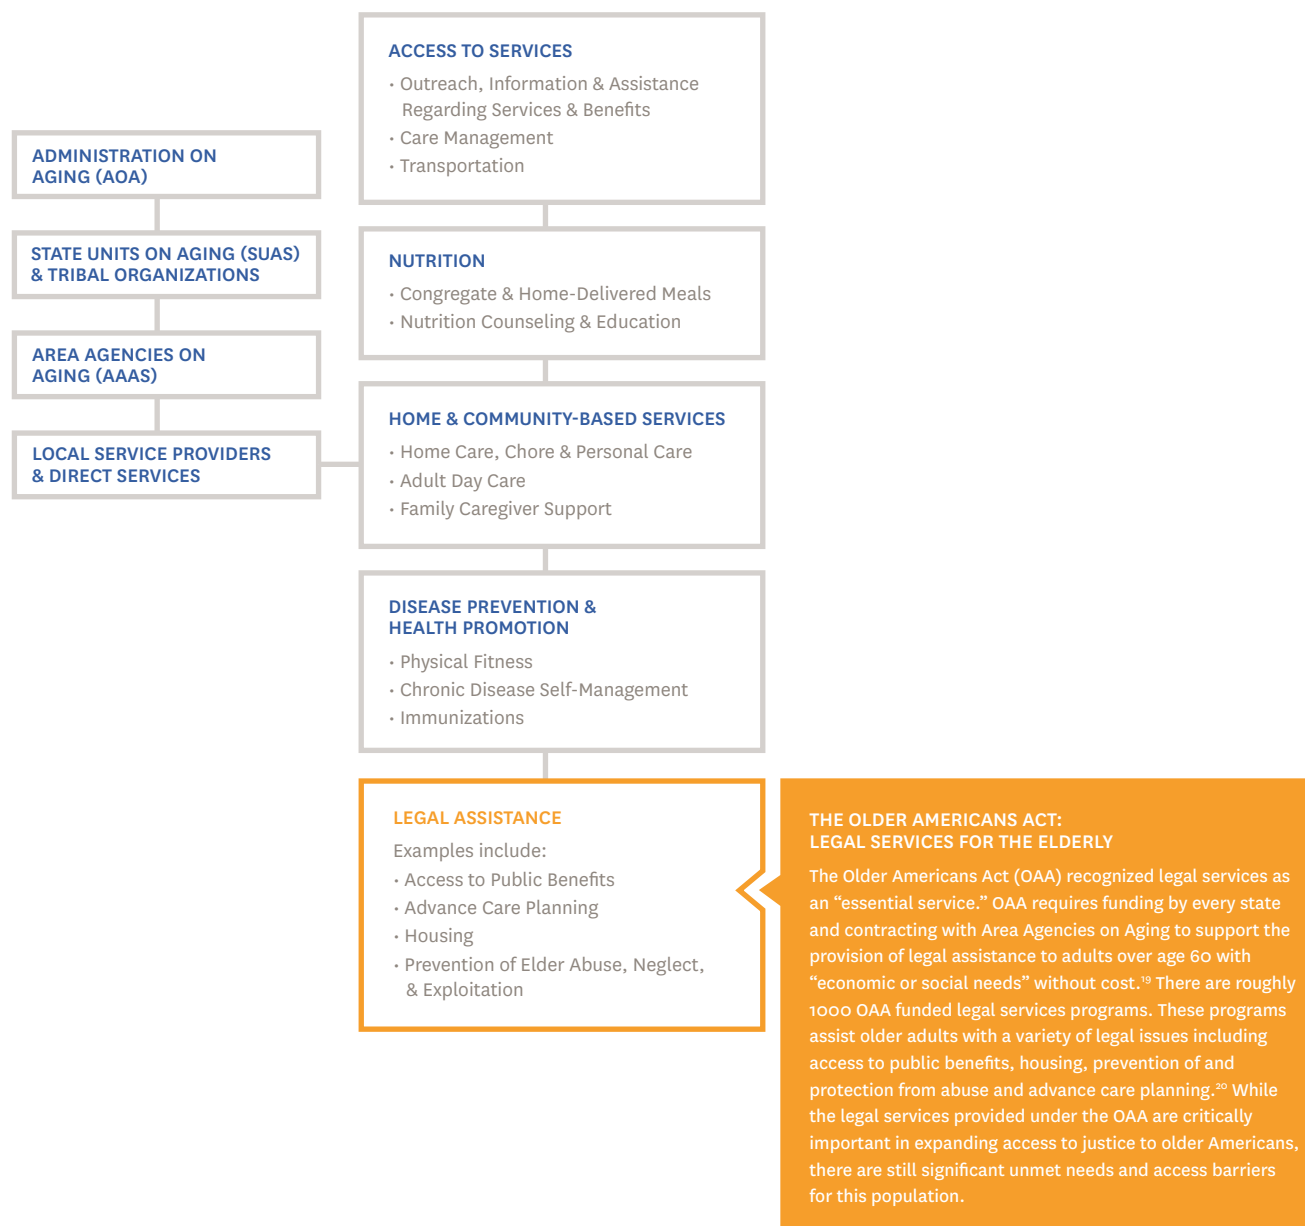 ADMINISTRATION ON
AGING (AOA)
STATE UNITS ON AGING (SUAS)
& TRIBAL ORGANIZATIONS
AREA AGENCIES ON
AGING (AAAS)
LOCAL SERVICE PROVIDERS
& DIRECT SERVICES
ACCESS TO SERVICES
· Outreach, Information & Assistance
Regarding Services & Benefits
· Care Management
· Transportation
NUTRITION
· Congregate & Home-Delivered Meals
· Nutrition Counseling & Education
HOME & COMMUNITY-BASED SERVICES
· Home Care, Chore & Personal Care
· Adult Day Care
· Family Caregiver Support
DISEASE PREVENTION &
HEALTH PROMOTION
· Physical Fitness
· Chronic Disease Self-Management
· Immunizations
LEGAL ASSISTANCE
Examples include:
· Access to Public Benefits
· Advance Care Planning
· Housing
· Prevention of Elder Abuse, Neglect,
& Exploitation
THE OLDER AMERICANS ACT:
LEGAL SERVICES FOR THE ELDERLY
The Older Americans Act (OAA) recognized legal services as
an “essential service.” OAA requires funding by every state
and contracting with Area Agencies on Aging to support the
provision of legal assistance to adults over age 60 with
“economic or social needs” without cost.¹⁹ There are roughly
1000 OAA funded legal services programs. These programs
assist older adults with a variety of legal issues including
access to public benefits, housing, prevention of and
protection from abuse and advance care planning.²⁰ While
the legal services provided under the OAA are critically
important in expanding access to justice to older Americans,
there are still significant unmet needs and access barriers
for this population.